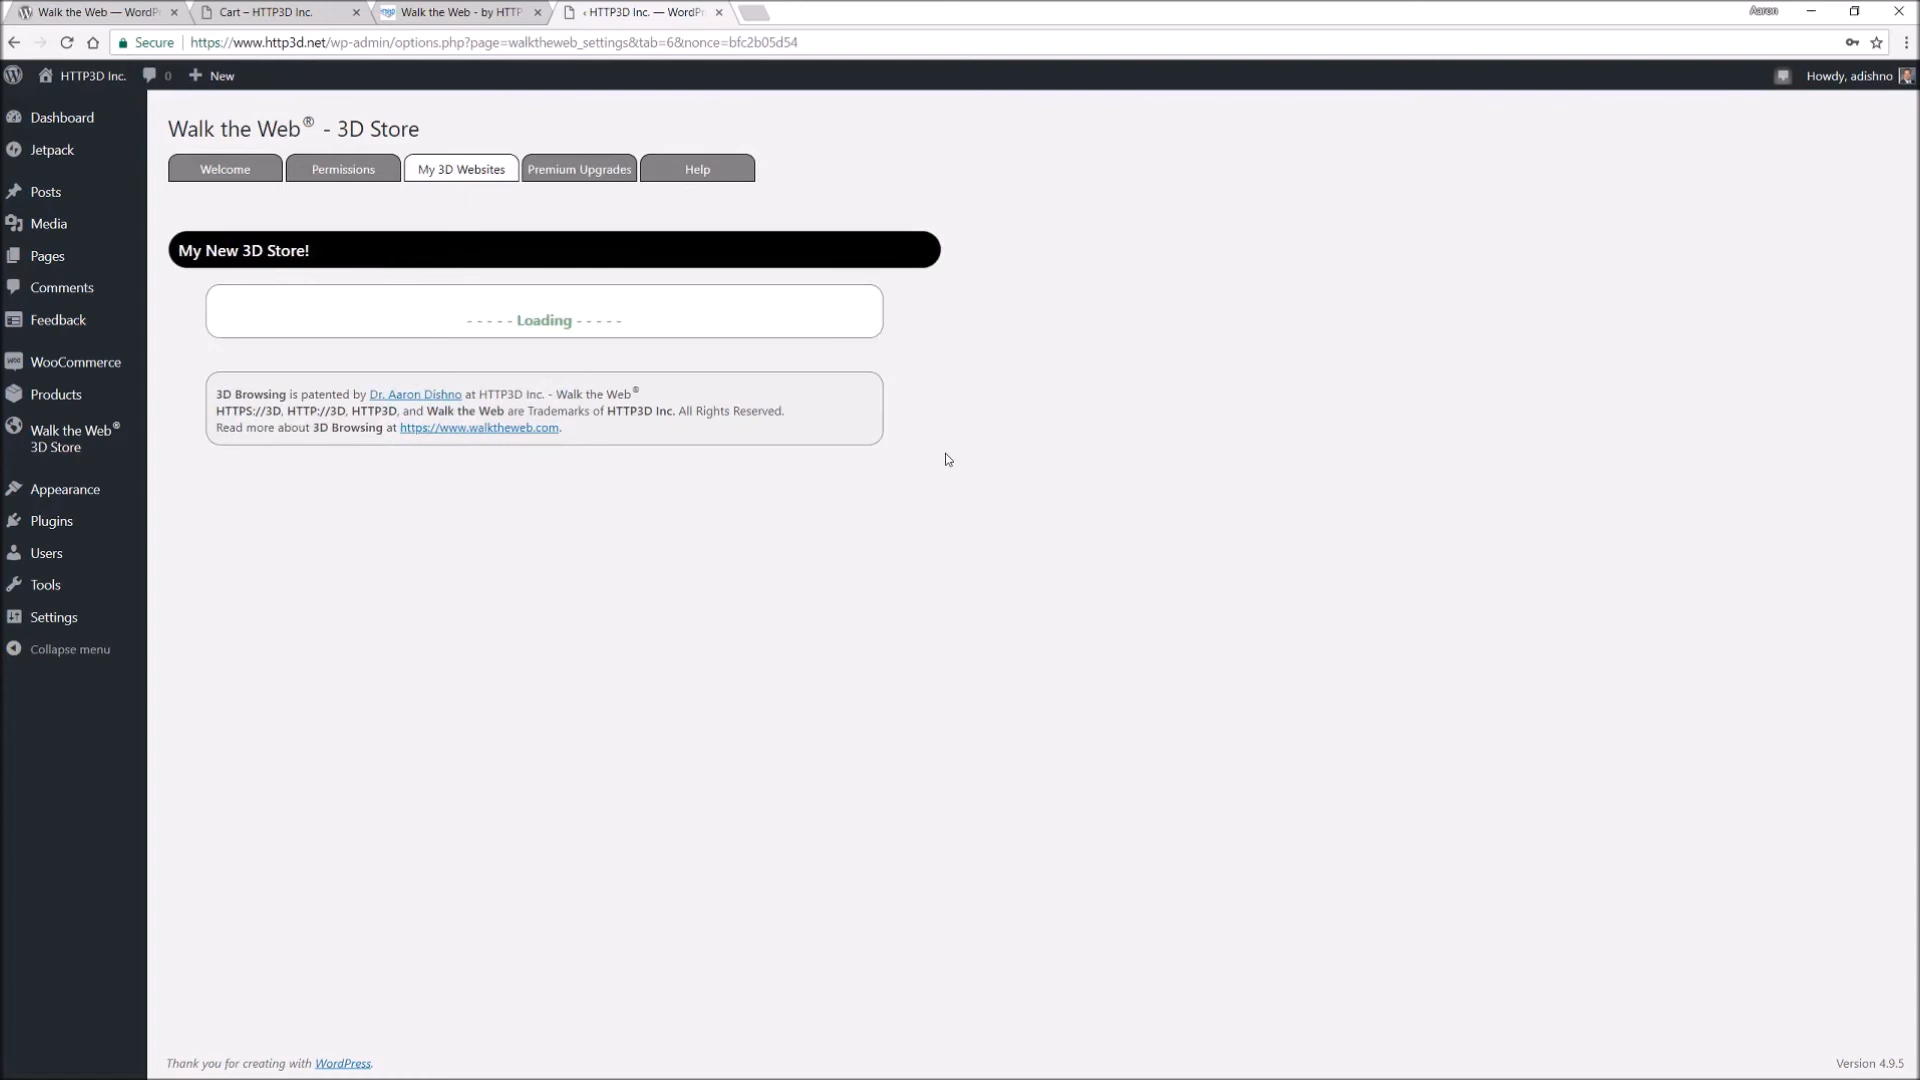 Walk the Web — WordPr
Cart – HTTP3D Inc.
Walk the Web - by HTTP
‹ HTTP3D Inc. — WordPr
Aaron
Secure
https://www.http3d.net/wp-admin/options.php?page=walktheweb_settings&tab=6&nonce=bfc2b05d54
HTTP3D Inc.
0
New
Howdy, adishno
Dashboard
Jetpack
Posts
Media
Pages
Comments
Feedback
WooCommerce
Products
Walk the Web®
3D Store
Appearance
Plugins
Users
Tools
Settings
Collapse menu
Walk the Web® - 3D Store
Welcome
Permissions
My 3D Websites
Premium Upgrades
Help
My New 3D Store!
- - - - - Loading - - - - -
3D Browsing is patented by Dr. Aaron Dishno at HTTP3D Inc. - Walk the Web®
HTTPS://3D, HTTP://3D, HTTP3D, and Walk the Web are Trademarks of HTTP3D Inc. All Rights Reserved.
Read more about 3D Browsing at https://www.walktheweb.com.
Thank you for creating with WordPress.
Version 4.9.5